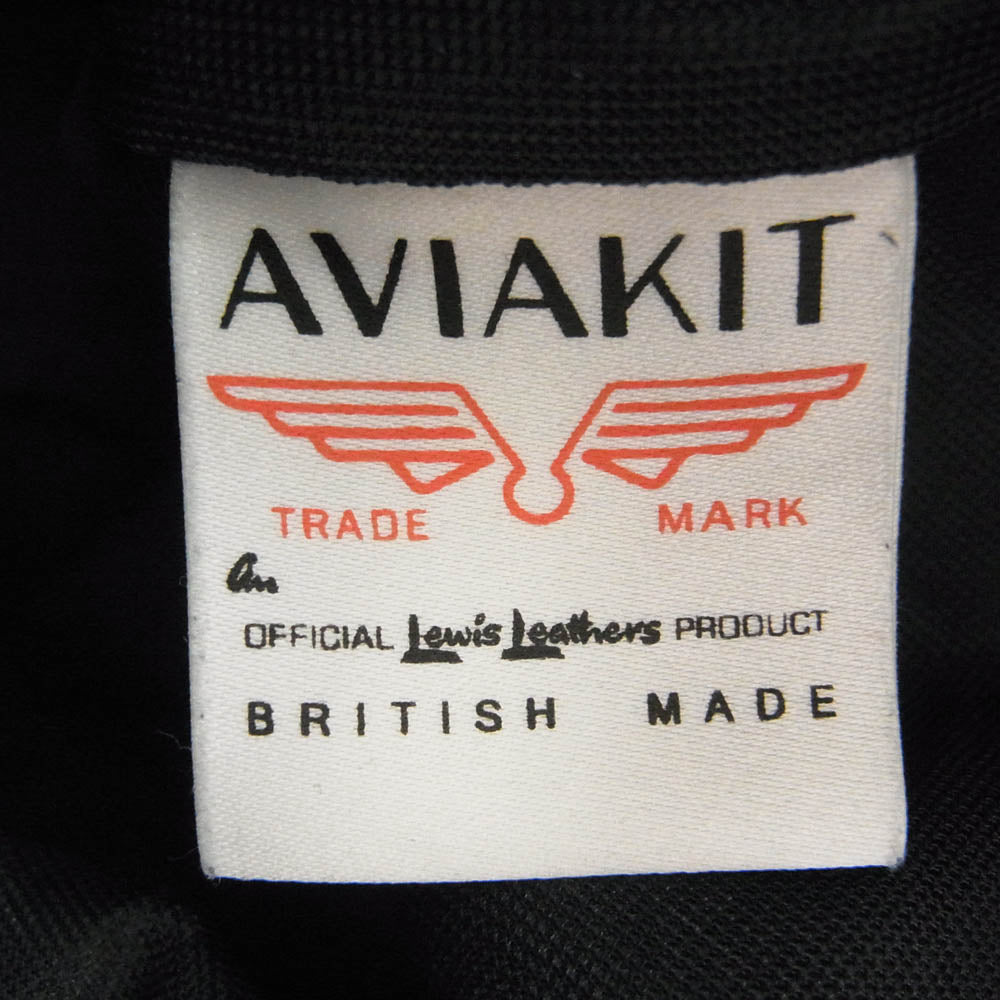 AVIAKIT
TRADE MARK
An
OFFICIAL Lewis Leathers PRODUCT
BRITISH MADE